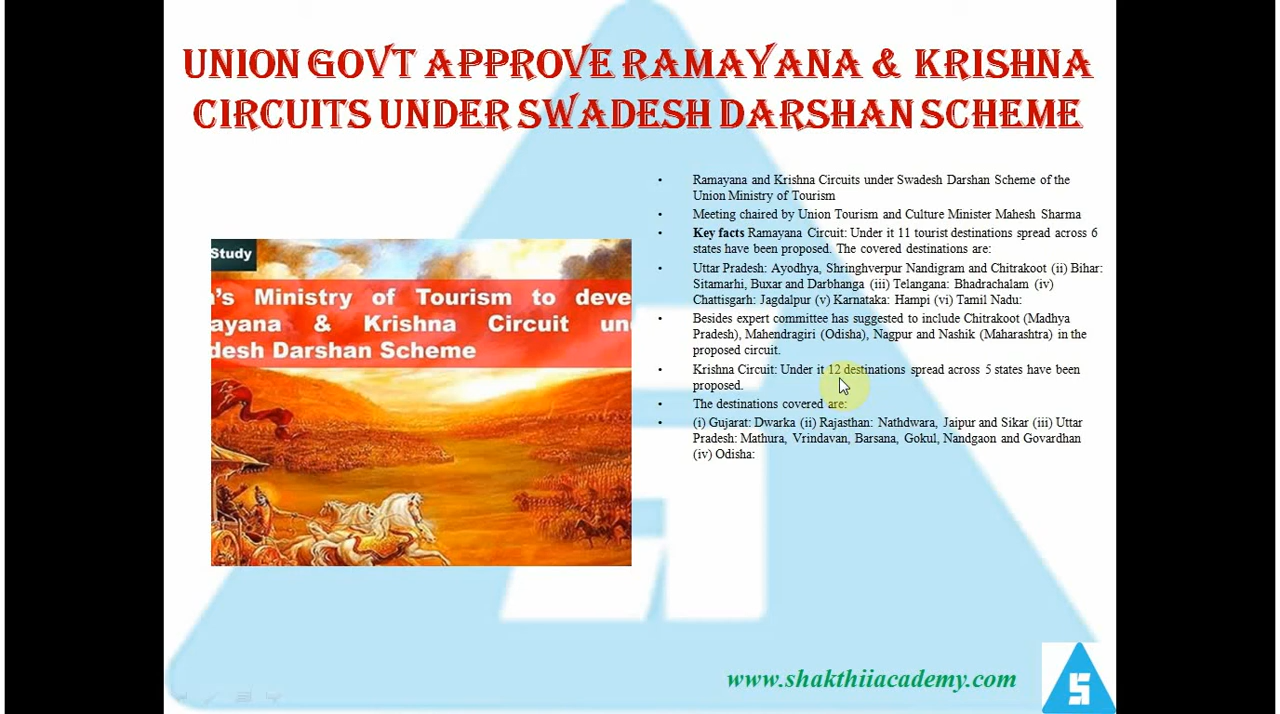 UNION GOVT APPROVE RAMAYANA & KRISHNA
CIRCUITS UNDER SWADESH DARSHAN SCHEME
• Ramayana and Krishna Circuits under Swadesh Darshan Scheme of the
Union Ministry of Tourism
• Meeting chaired by Union Tourism and Culture Minister Mahesh Sharma
• Key facts Ramayana Circuit: Under it 11 tourist destinations spread across 6
states have been proposed. The covered destinations are:
• Uttar Pradesh: Ayodhya, Shringhverpur Nandigram and Chitrakoot (ii) Bihar:
Sitamarhi, Buxar and Darbhanga (iii) Telangana: Bhadrachalam (iv)
Chattisgarh: Jagdalpur (v) Karnataka: Hampi (vi) Tamil Nadu:
• Besides expert committee has suggested to include Chitrakoot (Madhya
Pradesh), Mahendragiri (Odisha), Nagpur and Nashik (Maharashtra) in the
proposed circuit.
• Krishna Circuit: Under it 12 destinations spread across 5 states have been
proposed.
• The destinations covered are:
• (i) Gujarat: Dwarka (ii) Rajasthan: Nathdwara, Jaipur and Sikar (iii) Uttar
Pradesh: Mathura, Vrindavan, Barsana, Gokul, Nandgaon and Govardhan
(iv) Odisha:
Study
's Ministry of Tourism to deve
ayana & Krishna Circuit un
desh Darshan Scheme
www.shakthiiacademy.com
S